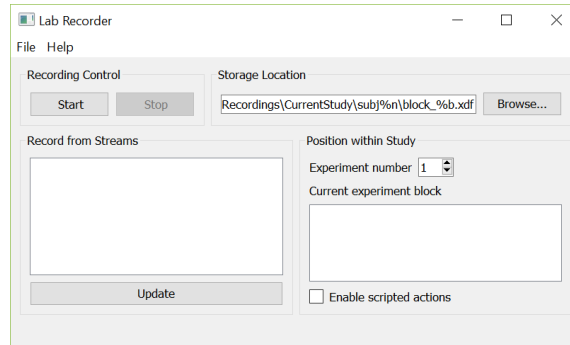 Lab Recorder
File Help
Recording Control
Start Stop
Storage Location
Recordings\CurrentStudy\subj%n\block_%b.xdf Browse...
Record from Streams
Update
Position within Study
Experiment number 1
Current experiment block
Enable scripted actions